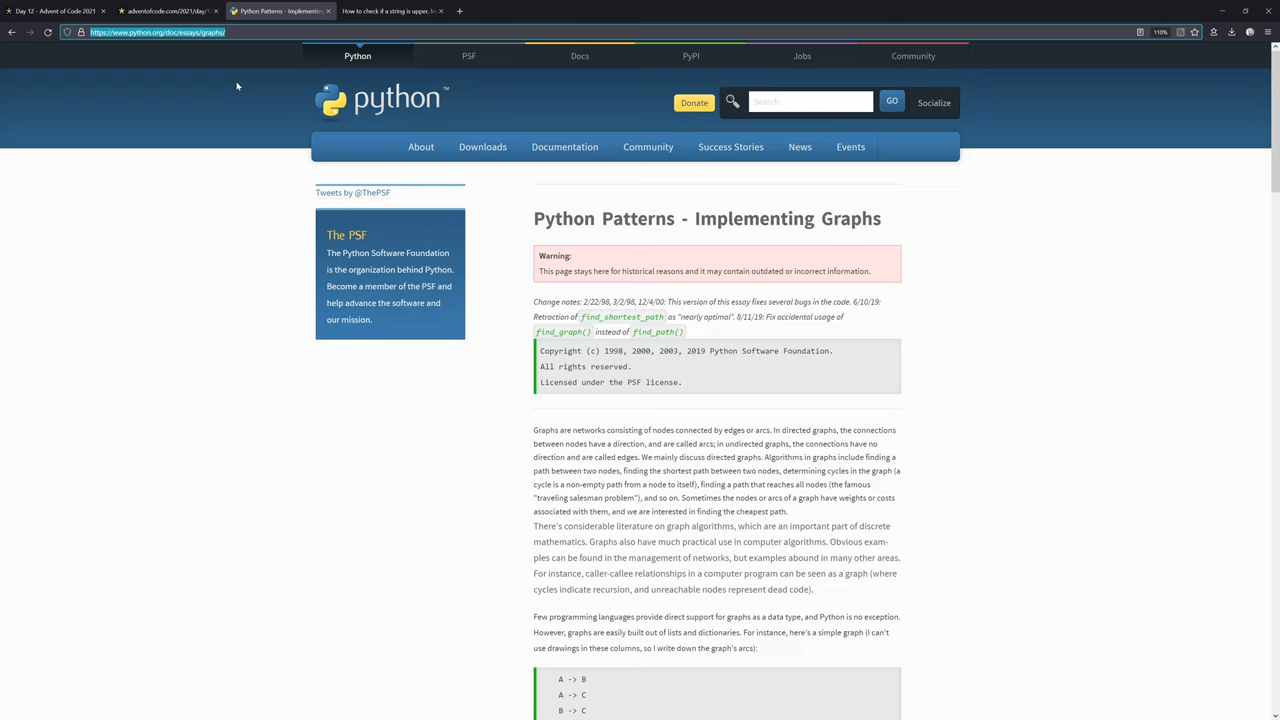 Day 12 - Advent of Code 2021
adventofcode.com/2021/day/1
Python Patterns - Implementing
How to check if a string is upper, lo
https://www.python.org/doc/essays/graphs/
110%
Python
PSF
Docs
PyPI
Jobs
Community
python™
Donate
Search
GO
Socialize
About
Downloads
Documentation
Community
Success Stories
News
Events
Tweets by @ThePSF
The PSF
The Python Software Foundation
is the organization behind Python.
Become a member of the PSF and
help advance the software and
our mission.
Python Patterns - Implementing Graphs
Warning:
This page stays here for historical reasons and it may contain outdated or incorrect information.
Change notes: 2/22/98, 3/2/98, 12/4/00: This version of this essay fixes several bugs in the code. 6/10/19:
Retraction of find_shortest_path as "nearly optimal". 8/11/19: Fix accidental usage of
find_graph() instead of find_path()
Copyright (c) 1998, 2000, 2003, 2019 Python Software Foundation.
All rights reserved.
Licensed under the PSF license.
Graphs are networks consisting of nodes connected by edges or arcs. In directed graphs, the connections
between nodes have a direction, and are called arcs; in undirected graphs, the connections have no
direction and are called edges. We mainly discuss directed graphs. Algorithms in graphs include finding a
path between two nodes, finding the shortest path between two nodes, determining cycles in the graph (a
cycle is a non-empty path from a node to itself), finding a path that reaches all nodes (the famous
"traveling salesman problem"), and so on. Sometimes the nodes or arcs of a graph have weights or costs
associated with them, and we are interested in finding the cheapest path.
There's considerable literature on graph algorithms, which are an important part of discrete
mathematics. Graphs also have much practical use in computer algorithms. Obvious exam-
ples can be found in the management of networks, but examples abound in many other areas.
For instance, caller-callee relationships in a computer program can be seen as a graph (where
cycles indicate recursion, and unreachable nodes represent dead code).
Few programming languages provide direct support for graphs as a data type, and Python is no exception.
However, graphs are easily built out of lists and dictionaries. For instance, here's a simple graph (I can't
use drawings in these columns, so I write down the graph's arcs):
A -> B
A -> C
B -> C